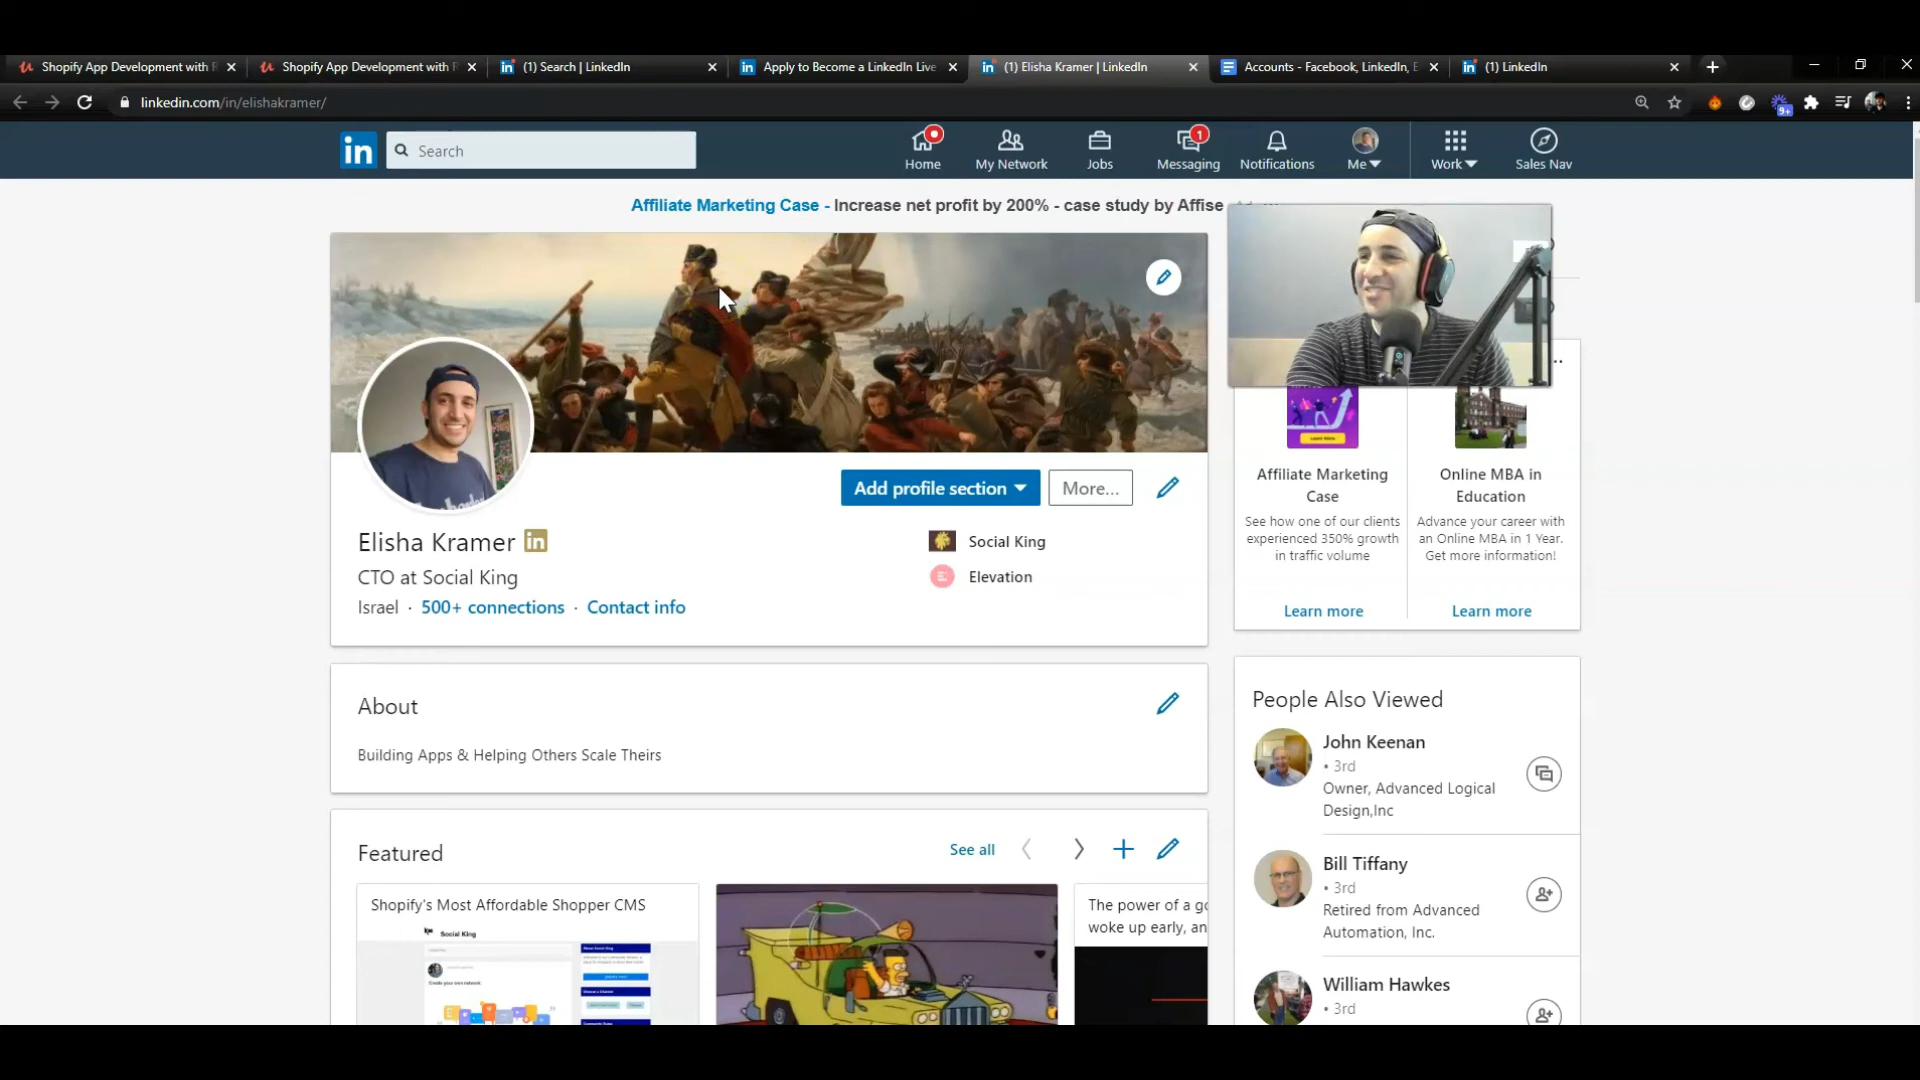 Shopify App Development with R
Shopify App Development with R
(1) Search | LinkedIn
Apply to Become a LinkedIn Live
(1) Elisha Kramer | LinkedIn
Accounts - Facebook, LinkedIn, E
(1) LinkedIn
linkedin.com/in/elishakramer/
9+
in
Search
Home
My Network
Jobs
1
Messaging
Notifications
Me
Work
Sales Nav
Affiliate Marketing Case - Increase net profit by 200% - case study by Affise
Add profile section
More...
Elisha Kramer in
CTO at Social King
Israel · 500+ connections · Contact info
Social King
Elevation
Affiliate Marketing Case
See how one of our clients experienced 350% growth in traffic volume
Learn more
Online MBA in Education
Advance your career with an Online MBA in 1 Year. Get more information!
Learn more
About
Building Apps & Helping Others Scale Theirs
Featured
See all
Shopify's Most Affordable Shopper CMS
Social King
The power of a go
woke up early, an
People Also Viewed
John Keenan
• 3rd
Owner, Advanced Logical
Design,Inc
Bill Tiffany
• 3rd
Retired from Advanced
Automation, Inc.
William Hawkes
• 3rd